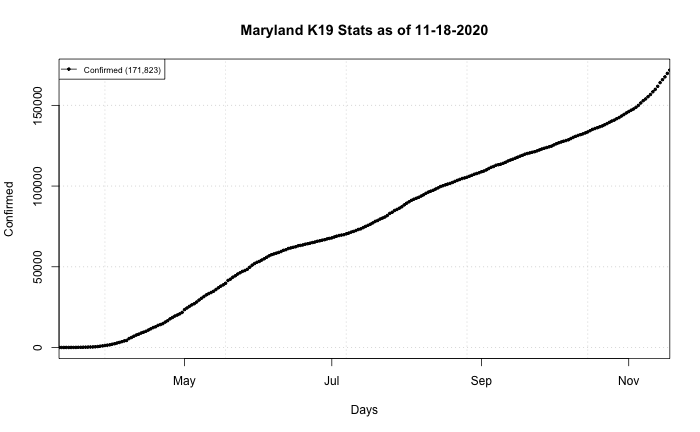 Maryland K19 Stats as of 11-18-2020
Confirmed (171,823)
150000
100000
50000
0
Confirmed
May Jul Sep Nov
Days